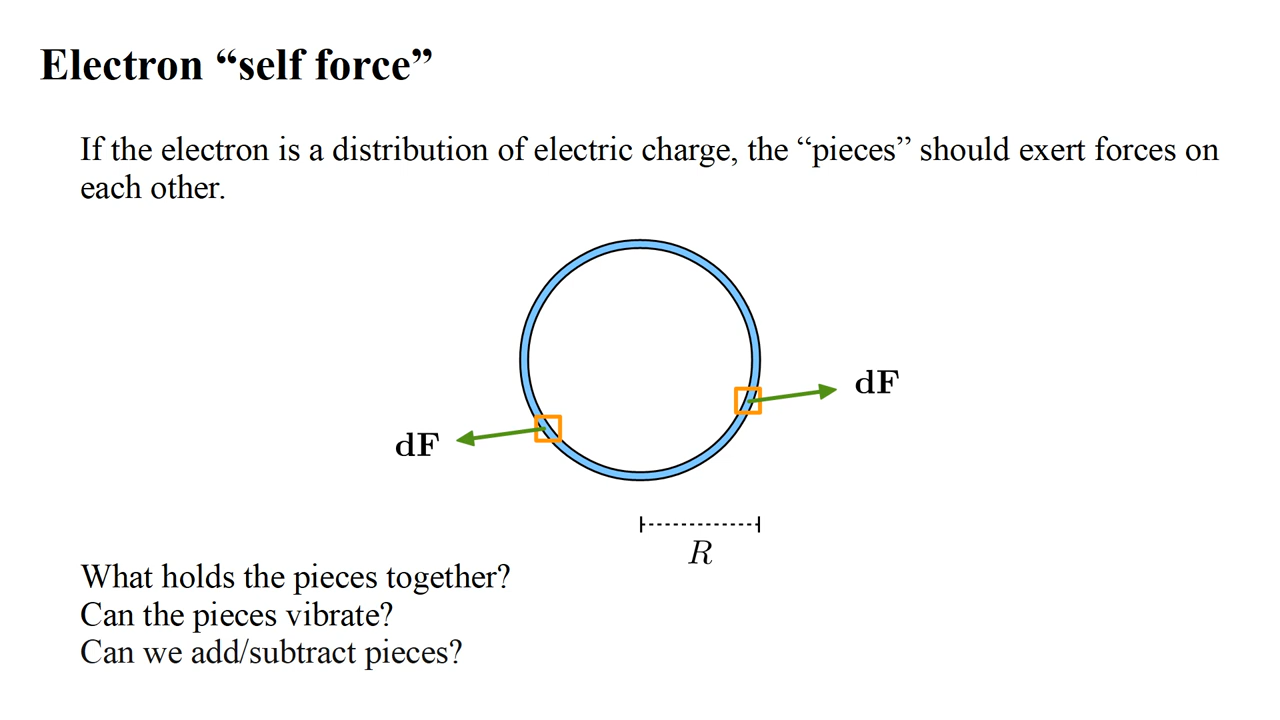 Electron “self force”
If the electron is a distribution of electric charge, the “pieces” should exert forces on
each other.
dF
dF
R
What holds the pieces together?
Can the pieces vibrate?
Can we add/subtract pieces?